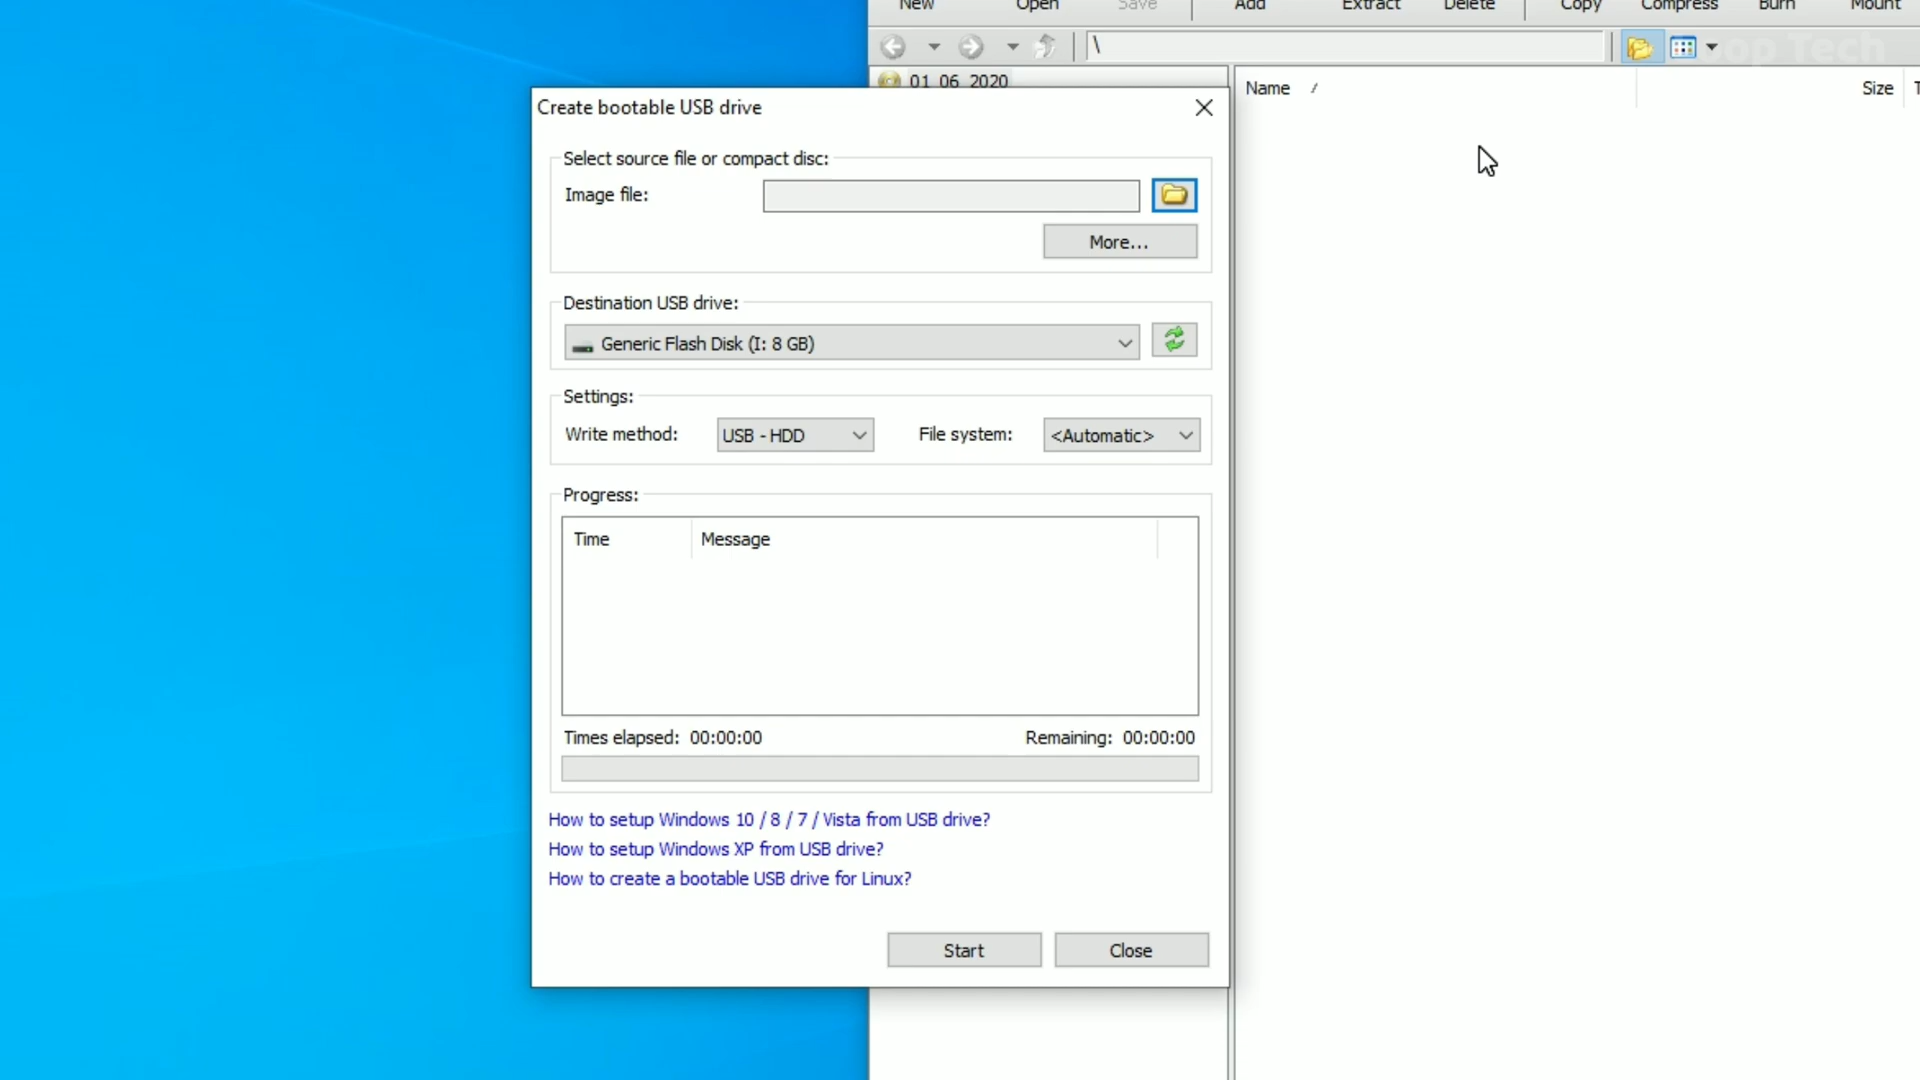 New Open Save Add Extract Delete Copy Compress Burn Mount
\
op Tech
01_06_2020
Name Size
Create bootable USB drive
Select source file or compact disc:
Image file:
More...
Destination USB drive:
Generic Flash Disk (I: 8 GB)
Settings:
Write method: USB - HDD File system: <Automatic>
Progress:
Time Message
Times elapsed: 00:00:00 Remaining: 00:00:00
How to setup Windows 10 / 8 / 7 / Vista from USB drive?
How to setup Windows XP from USB drive?
How to create a bootable USB drive for Linux?
Start Close